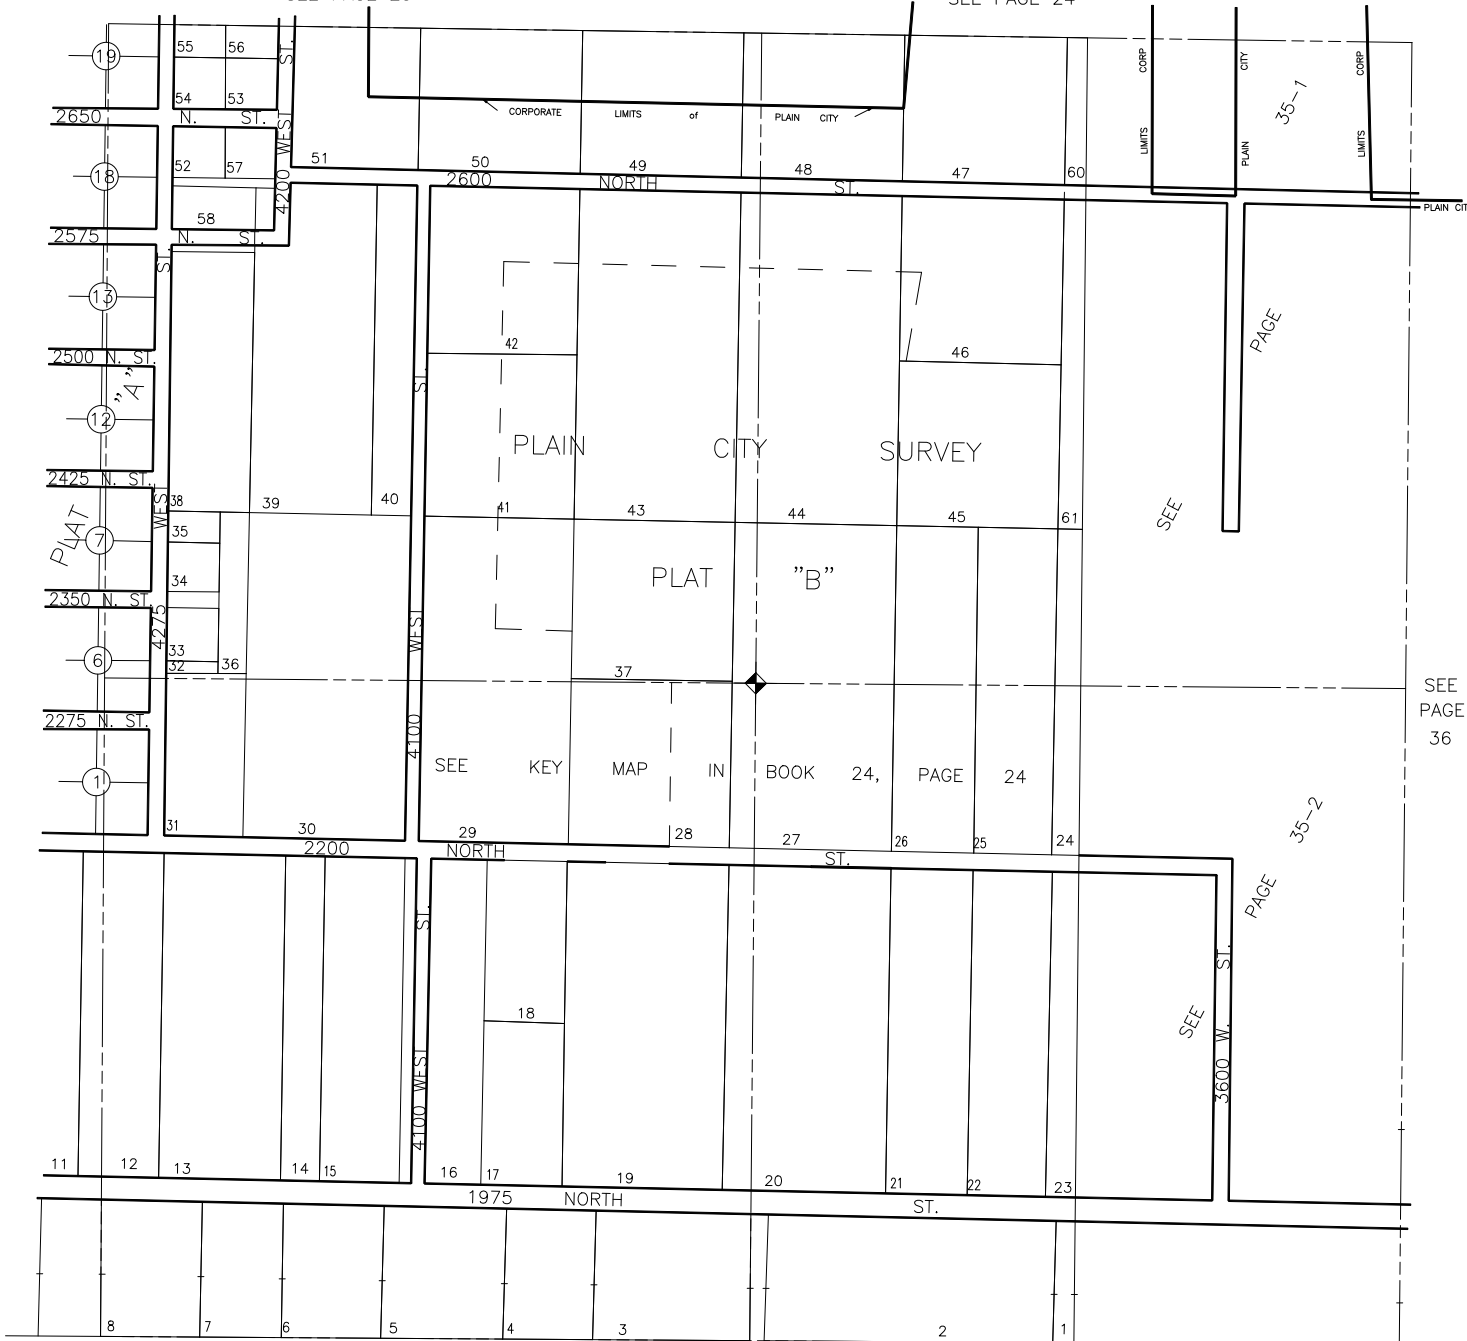 SEE PAGE 24
19
55 56
54 53
2650 N. ST.
ST.
4200 WEST
52 57
18
58
2575 N. ST.
ST.
13
2500 N. ST.
"A"
12
2425 N. ST.
PLAT
7
2350 N. ST.
6
2275 N. ST.
1
CORPORATE LIMITS of PLAIN CITY
51 50 49 48 47 60
2600 NORTH ST.
CORP LIMITS
CITY PLAIN
CORP LIMITS
35-1
PLAIN CIT
SEE PAGE
42 46
ST.
PLAIN CITY SURVEY
WEST
38 39 40 41 43 44 45 61
35
34
4275
33
32 36
WEST
PLAT "B"
37
4100
SEE KEY MAP IN BOOK 24, PAGE 24
SEE
PAGE
36
35-2
31 30 29 28 27 26 25 24
2200 NORTH ST.
SEE PAGE
ST.
18
4100 WEST
3600 W. ST.
11 12 13 14 15 16 17 19 20 21 22 23
1975 NORTH ST.
8 7 6 5 4 3 2 1